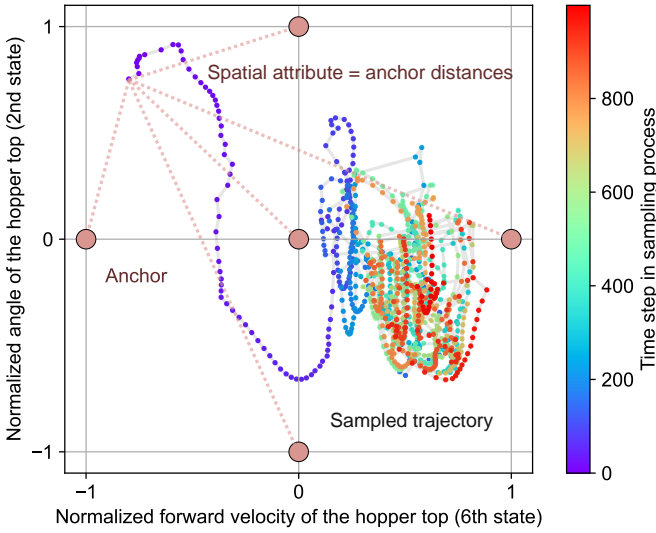 Normalized angle of the hopper top (2nd state)
1
0
−1
Spatial attribute = anchor distances
Anchor
Sampled trajectory
−1
0
1
Normalized forward velocity of the hopper top (6th state)
800
600
400
200
0
Time step in sampling process